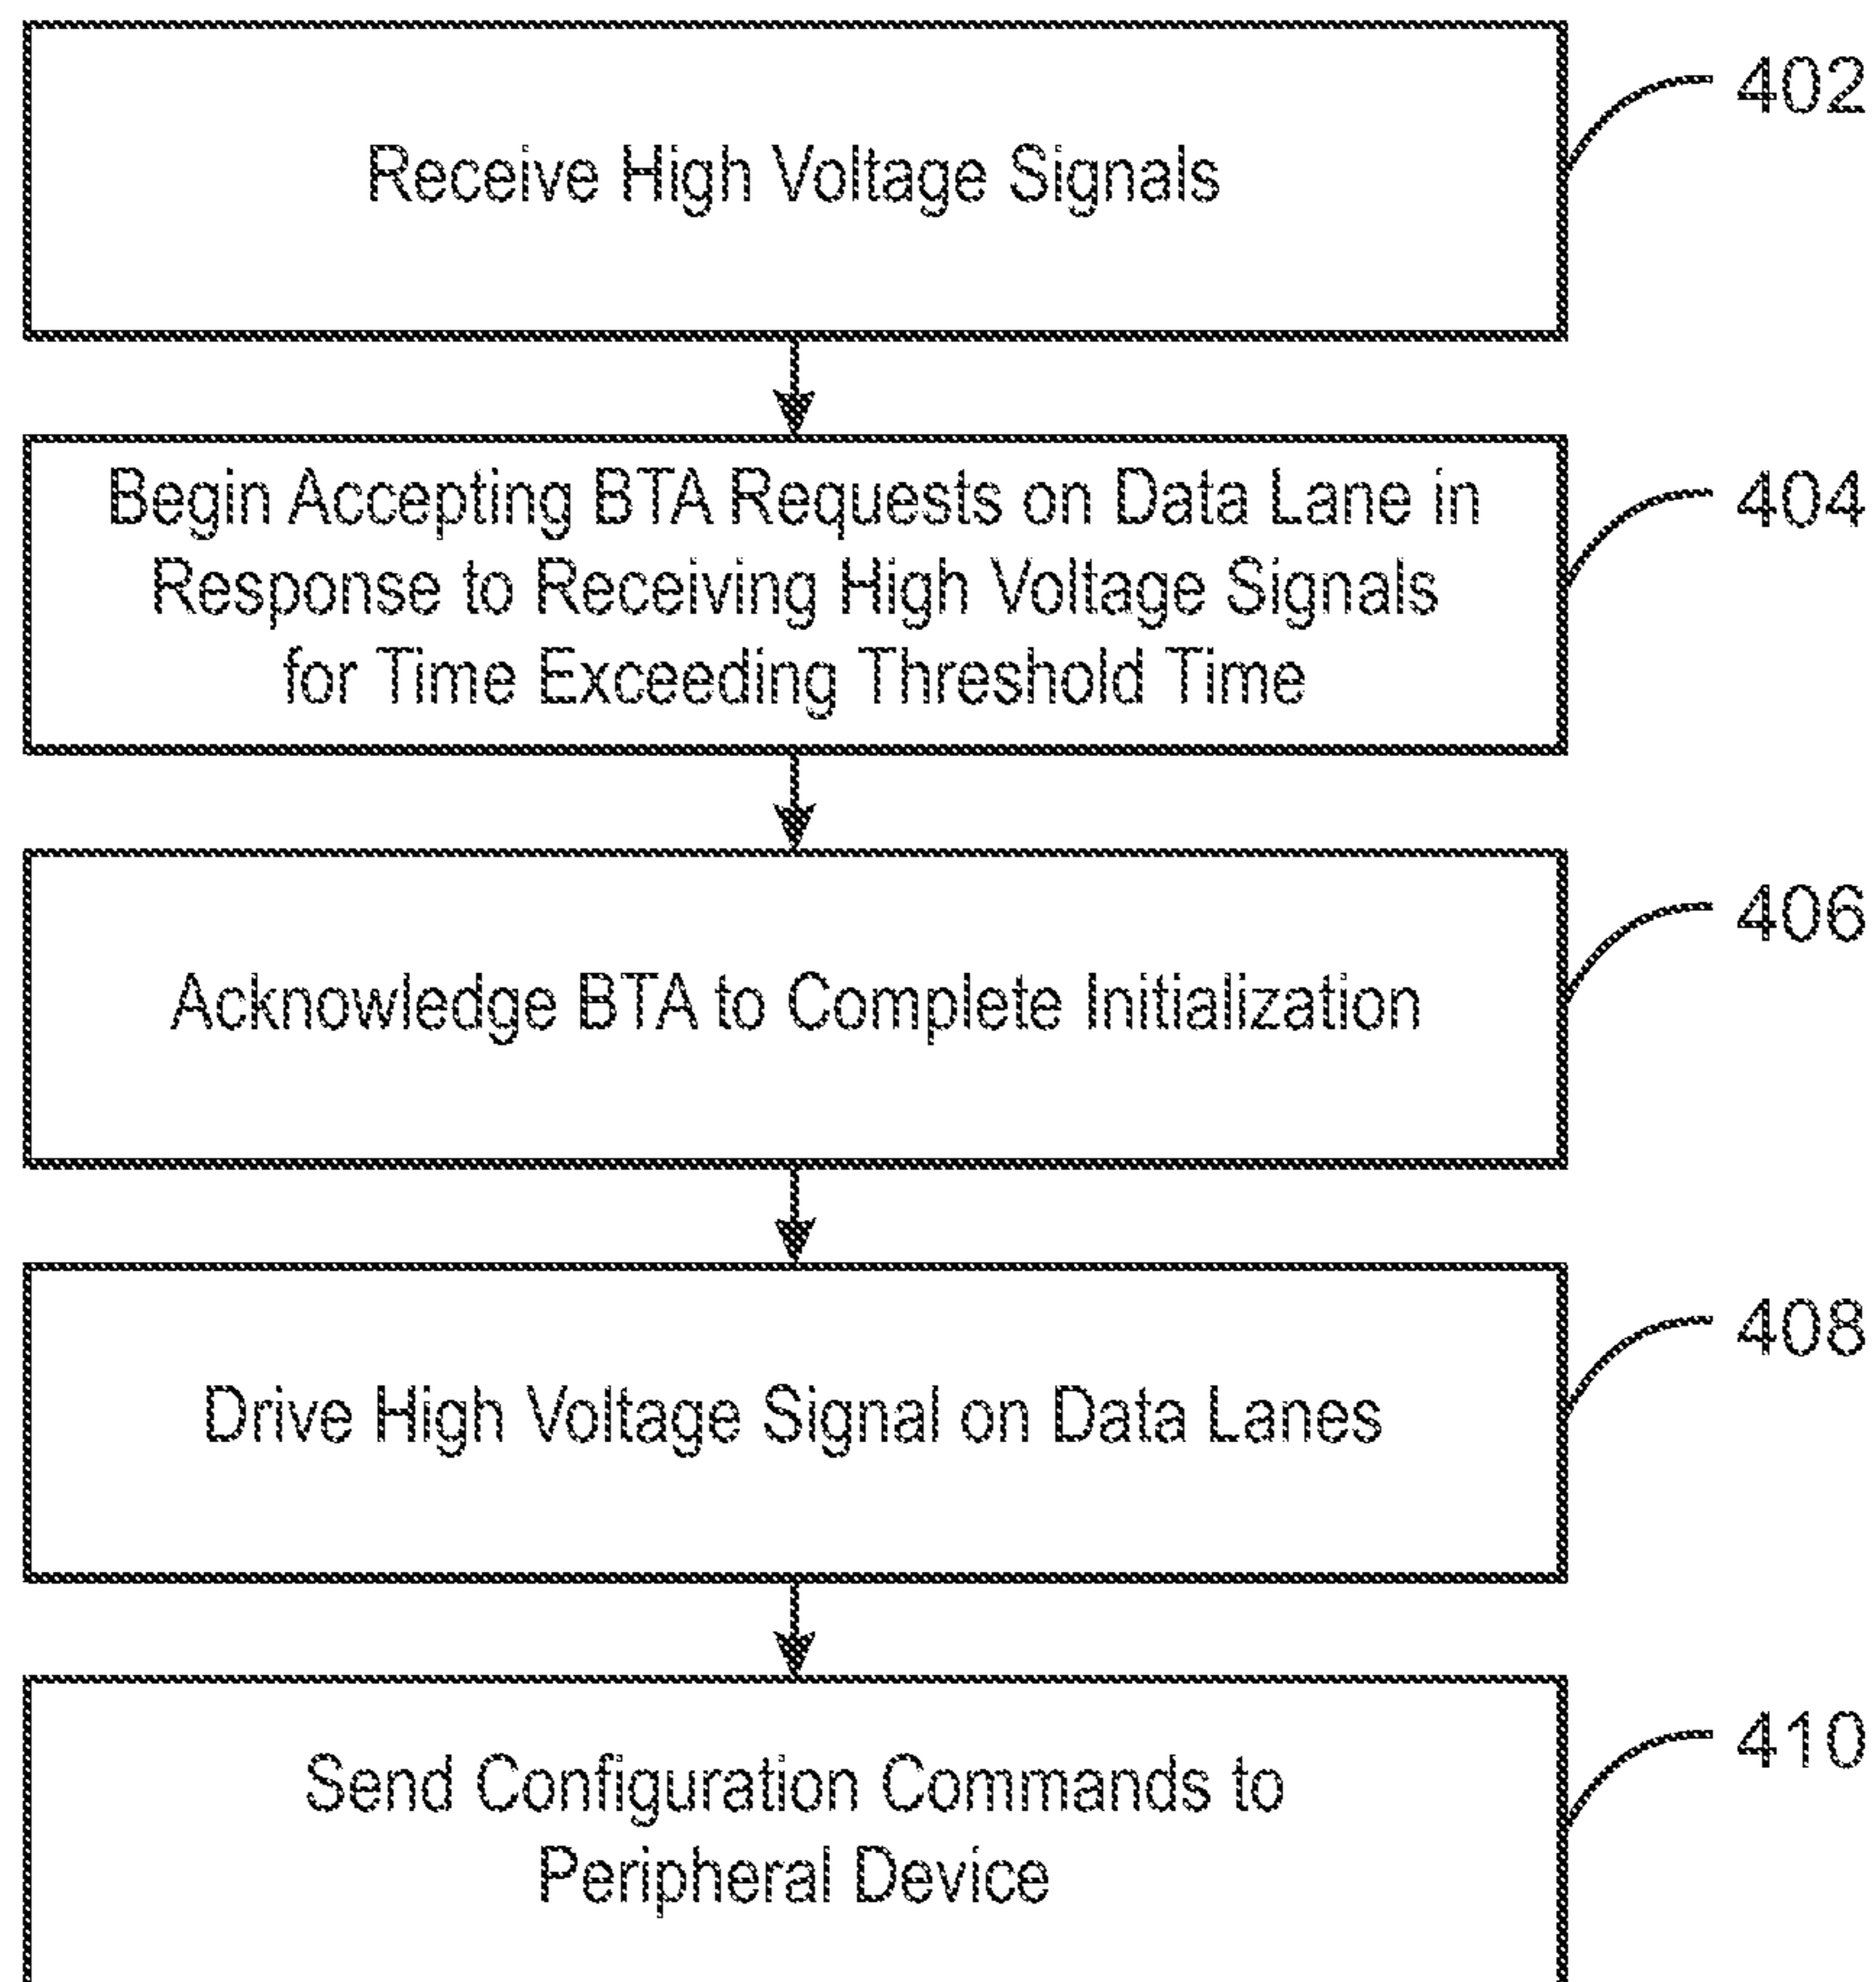 Receive High Voltage Signals
402
Begin Accepting BTA Requests on Data Lane in
Response to Receiving High Voltage Signals
for Time Exceeding Threshold Time
404
Acknowledge BTA to Complete Initialization
406
Drive High Voltage Signal on Data Lanes
408
Send Configuration Commands to
Peripheral Device
410